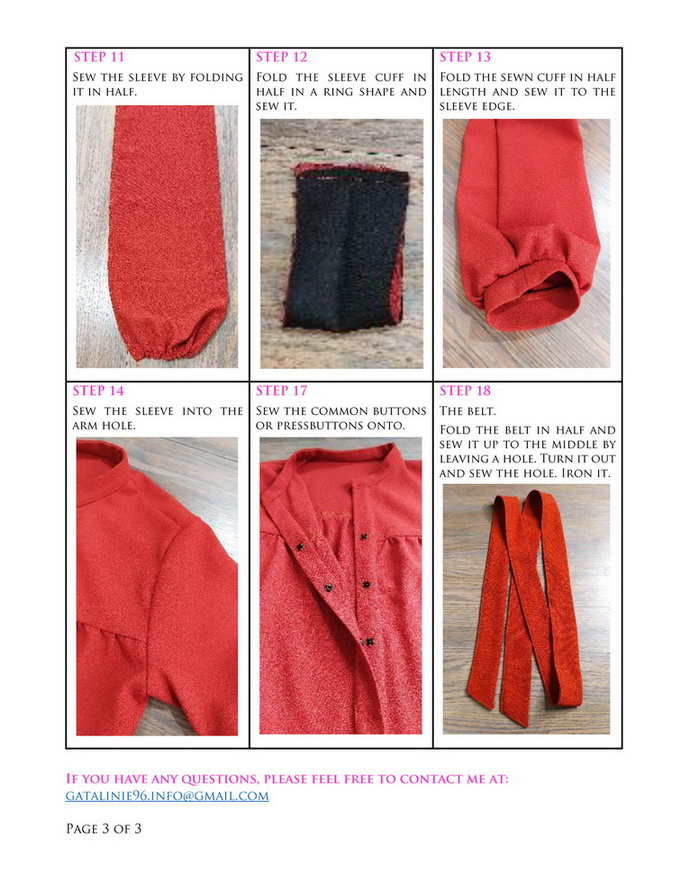 STEP 11
SEW THE SLEEVE BY FOLDING
IT IN HALF.
STEP 12
FOLD THE SLEEVE CUFF IN
HALF IN A RING SHAPE AND
SEW IT.
STEP 13
FOLD THE SEWN CUFF IN HALF
LENGTH AND SEW IT TO THE
SLEEVE EDGE.
STEP 14
SEW THE SLEEVE INTO THE
ARM HOLE.
STEP 17
SEW THE COMMON BUTTONS
OR PRESSBUTTONS ONTO.
STEP 18
THE BELT.
FOLD THE BELT IN HALF AND
SEW IT UP TO THE MIDDLE BY
LEAVING A HOLE. TURN IT OUT
AND SEW THE HOLE. IRON IT.
IF YOU HAVE ANY QUESTIONS, PLEASE FEEL FREE TO CONTACT ME AT:
GATALINIE96.INFO@GMAIL.COM
PAGE 3 OF 3